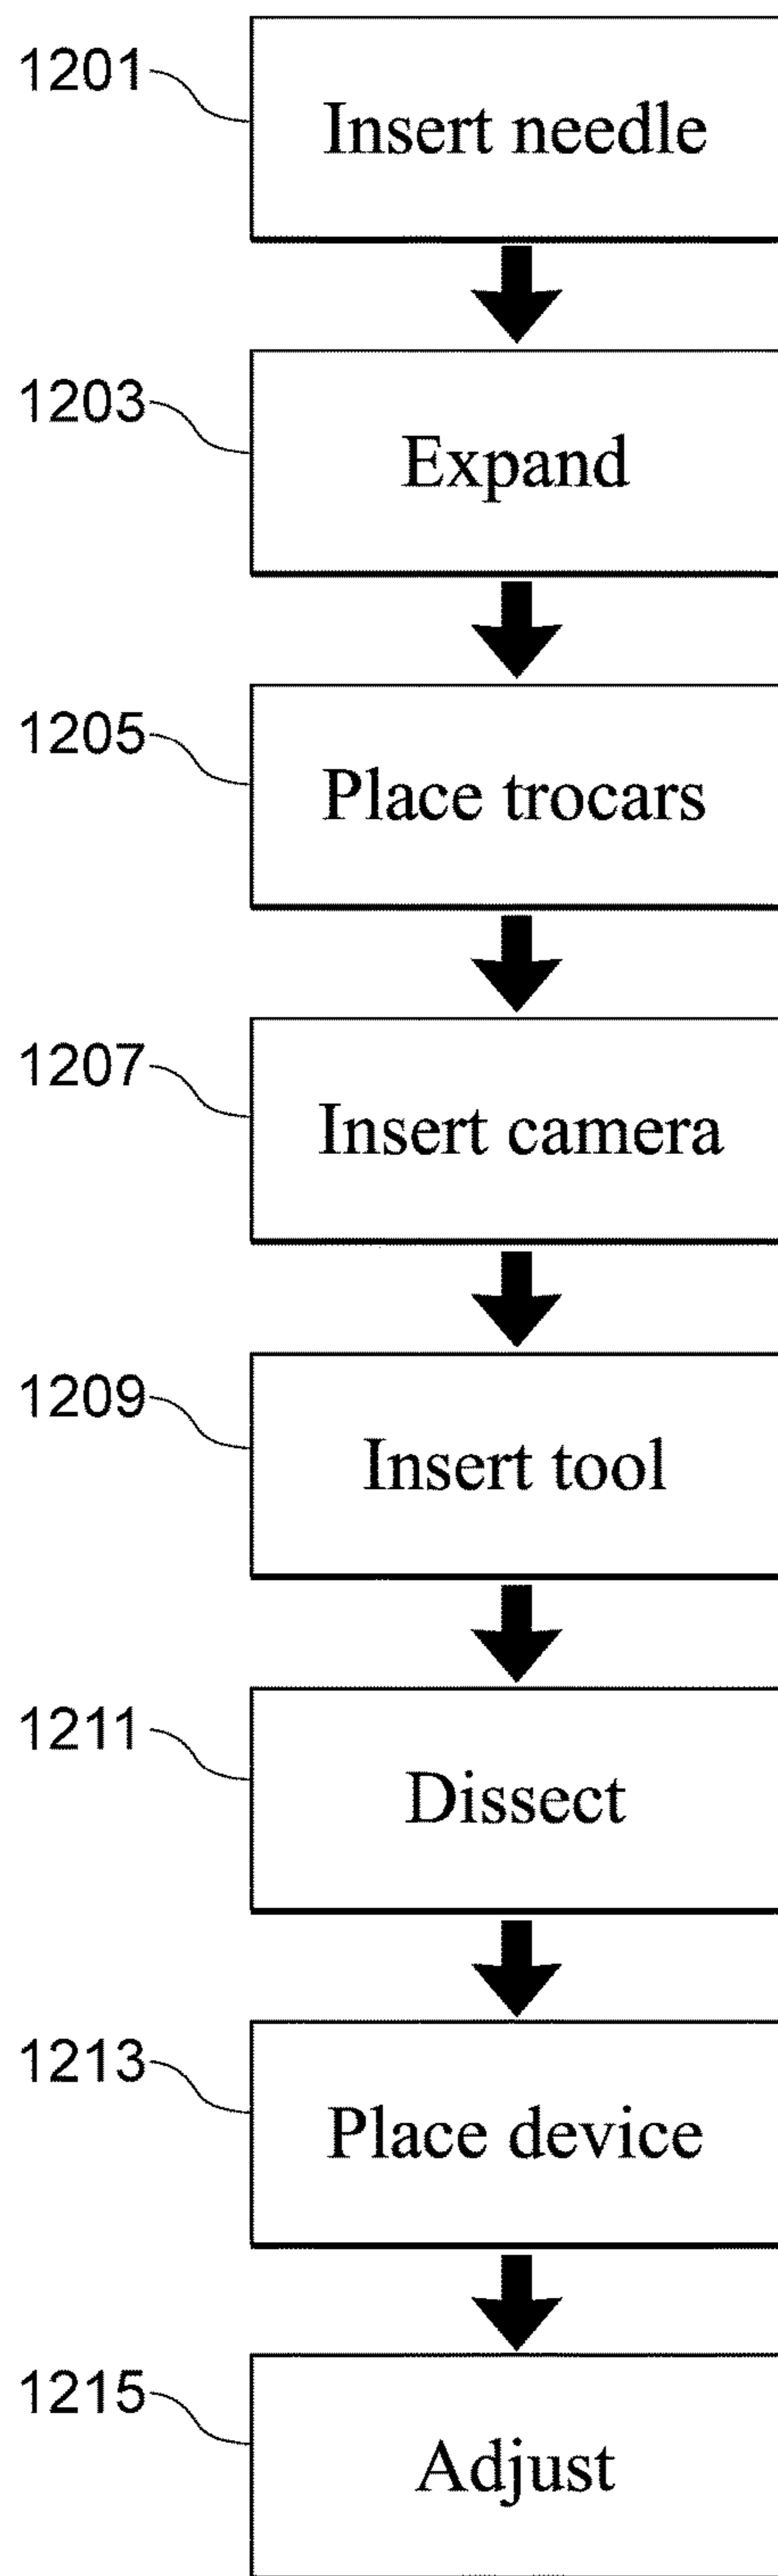 1201
Insert needle
1203
Expand
1205
Place trocars
1207
Insert camera
1209
Insert tool
1211
Dissect
1213
Place device
1215
Adjust